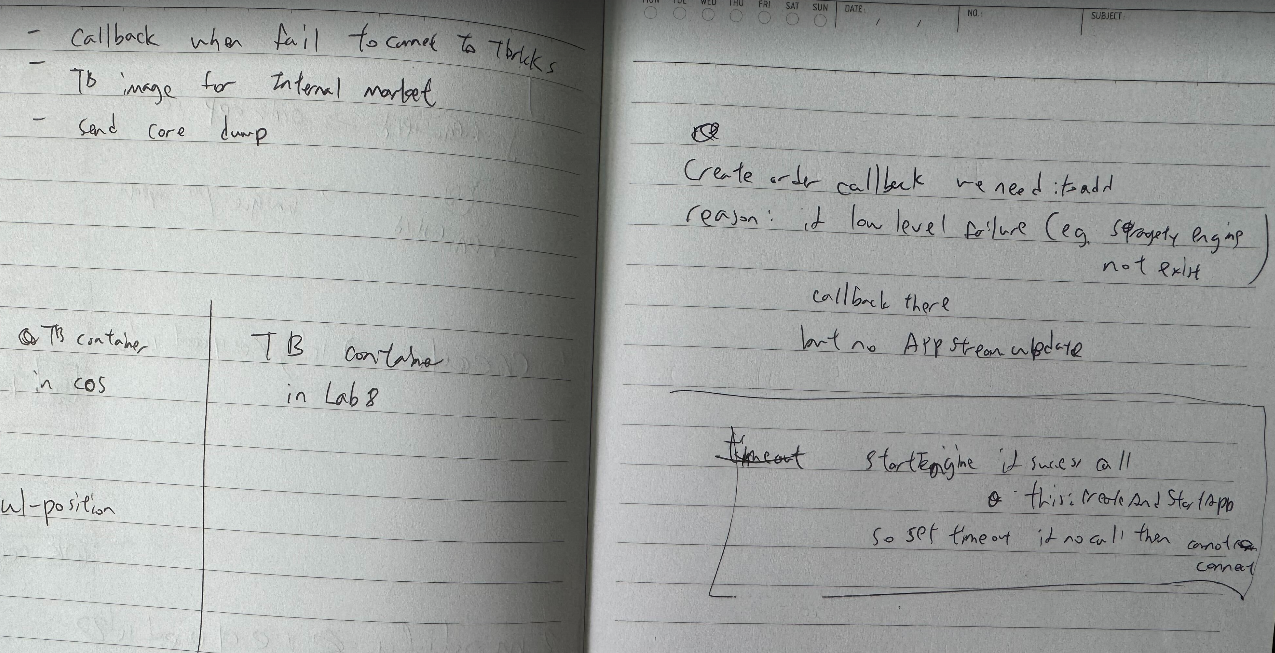 - Callback when fail to connet to Tbricks
- TB image for Internal market
- send core dump
TB container
in cos
TB container
in Lab 8
-position
MON TUE WED THU FRI SAT SUN DATE: / / NO.: SUBJECT:
Create order callback we need :to add
reason: if low level failure (eg. engine
not exist)
callback there
but no App stream update
timeout startEngine if success call
this: CreateAndStartApp
so set timeout if no call then cannot
connect